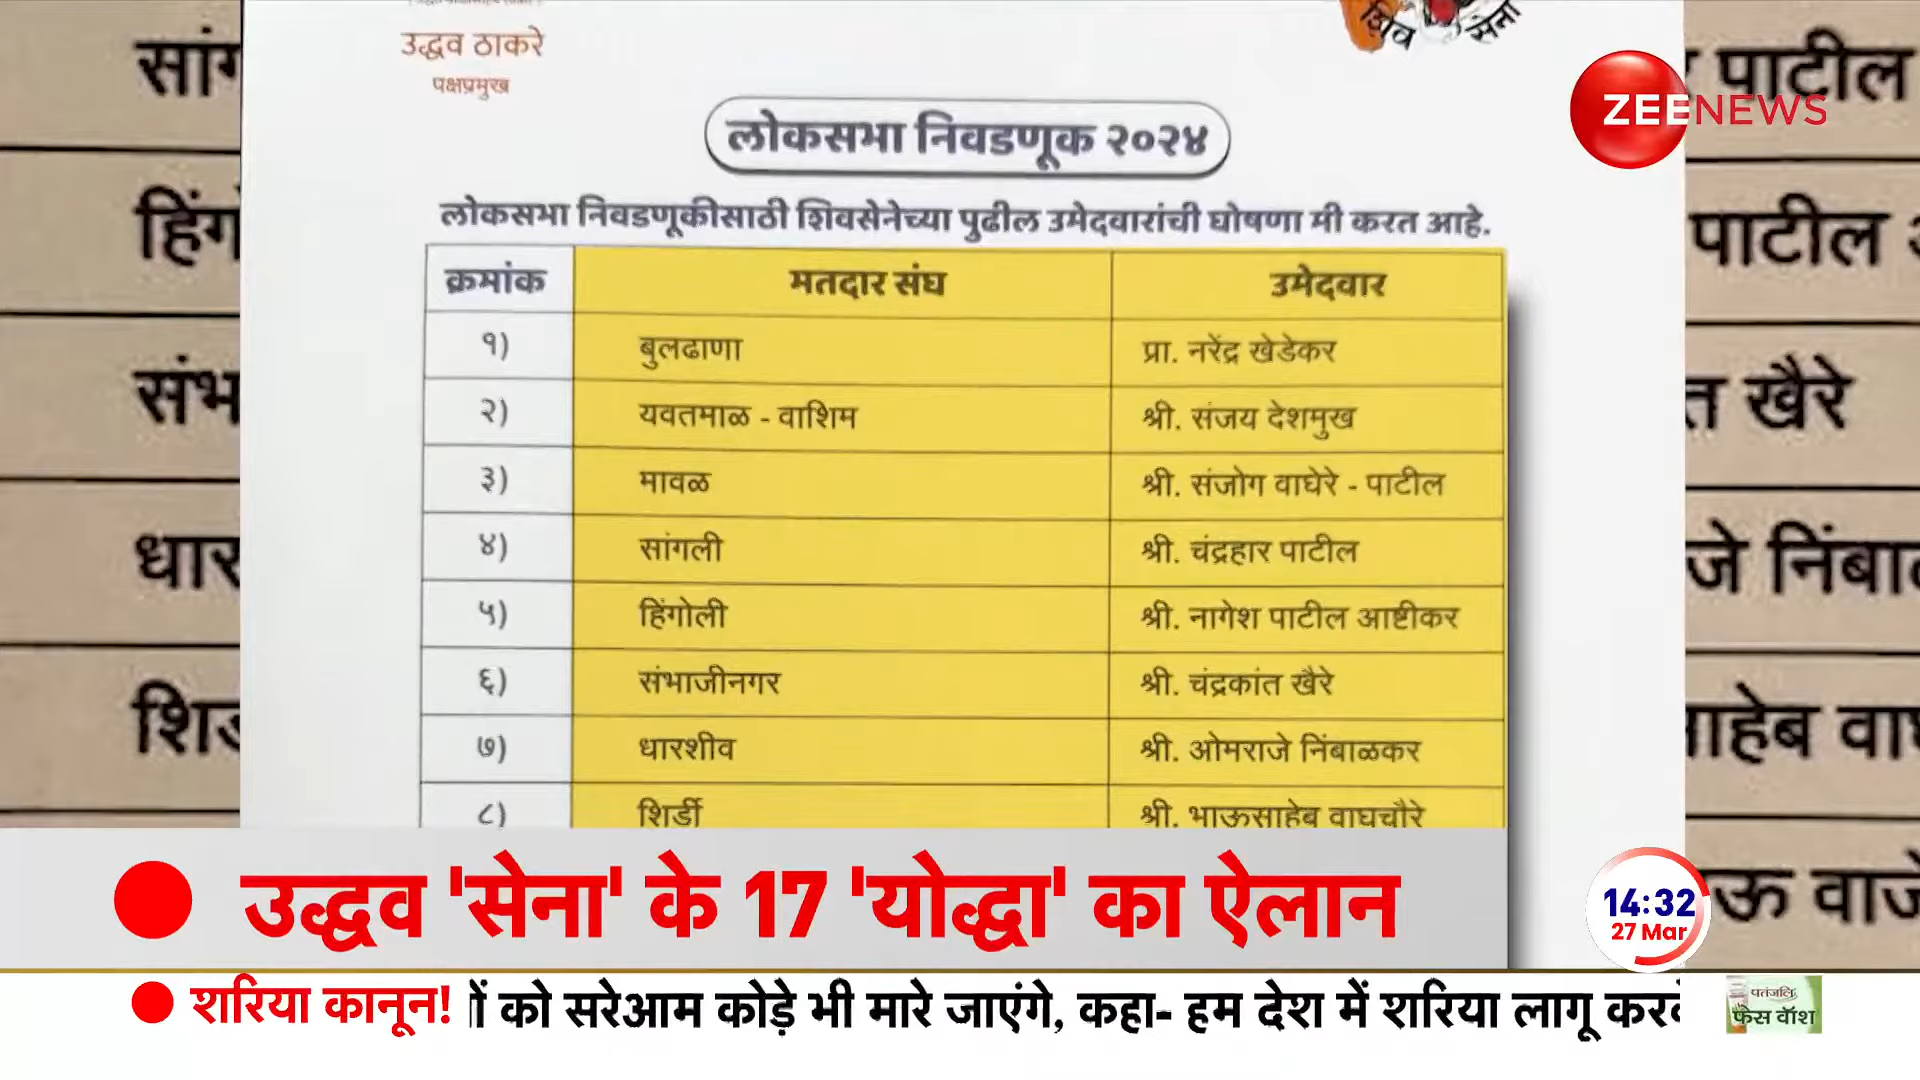 उद्धव ठाकरे
पक्षप्रमुख
शिव सेना
ZEENEWS
लोकसभा निवडणूक २०२४
लोकसभा निवडणूकीसाठी शिवसेनेच्या पुढील उमेदवारांची घोषणा मी करत आहे.
क्रमांक मतदार संघ उमेदवार
१) बुलढाणा प्रा. नरेंद्र खेडेकर
२) यवतमाळ - वाशिम श्री. संजय देशमुख
३) मावळ श्री. संजोग वाघेरे - पाटील
४) सांगली श्री. चंद्रहार पाटील
५) हिंगोली श्री. नागेश पाटील आष्टीकर
६) संभाजीनगर श्री. चंद्रकांत खैरे
७) धारशीव श्री. ओमराजे निंबाळकर
८) शिर्डी श्री. भाऊसाहेब वाघचौरे
पाटील
पाटील
खैरे
उद्धव 'सेना' के 17 'योद्धा' का ऐलान
14:32
27 Mar
शरिया कानून! को सरेआम कोड़े भी मारे जाएंगे, कहा- हम देश में शरिया लागू
पतंजलि
फेस वॉश